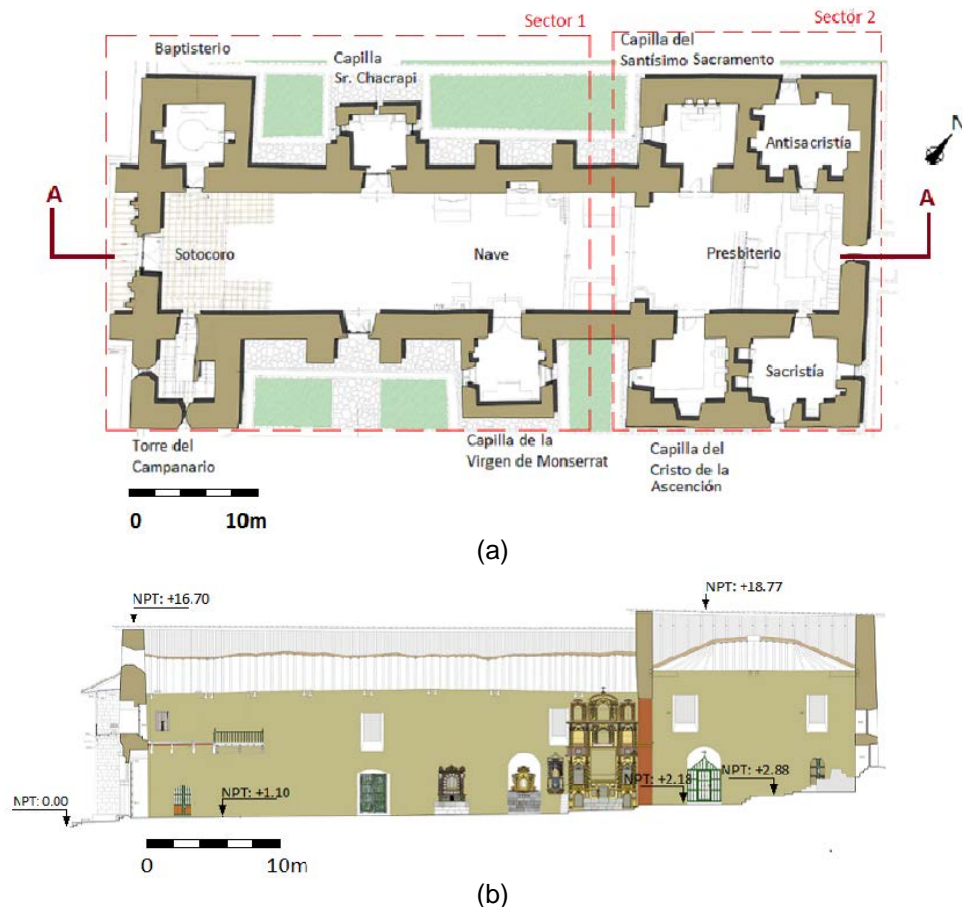 Sector 1
Sector 2
Baptisterio
Capilla
Sr. Chacrapi
Capilla del
Santísimo Sacramento
N
Antisacristía
A
A
Sotocoro
Nave
Presbiterio
Sacristía
Torre del
Campanario
Capilla de la
Virgen de Monserrat
Capilla del
Cristo de la
Ascención
0
10m
(a)
NPT: +16.70
NPT: +18.77
NPT: 0.00
NPT: +1.10
NPT: +2.18
NPT: +2.88
0
10m
(b)